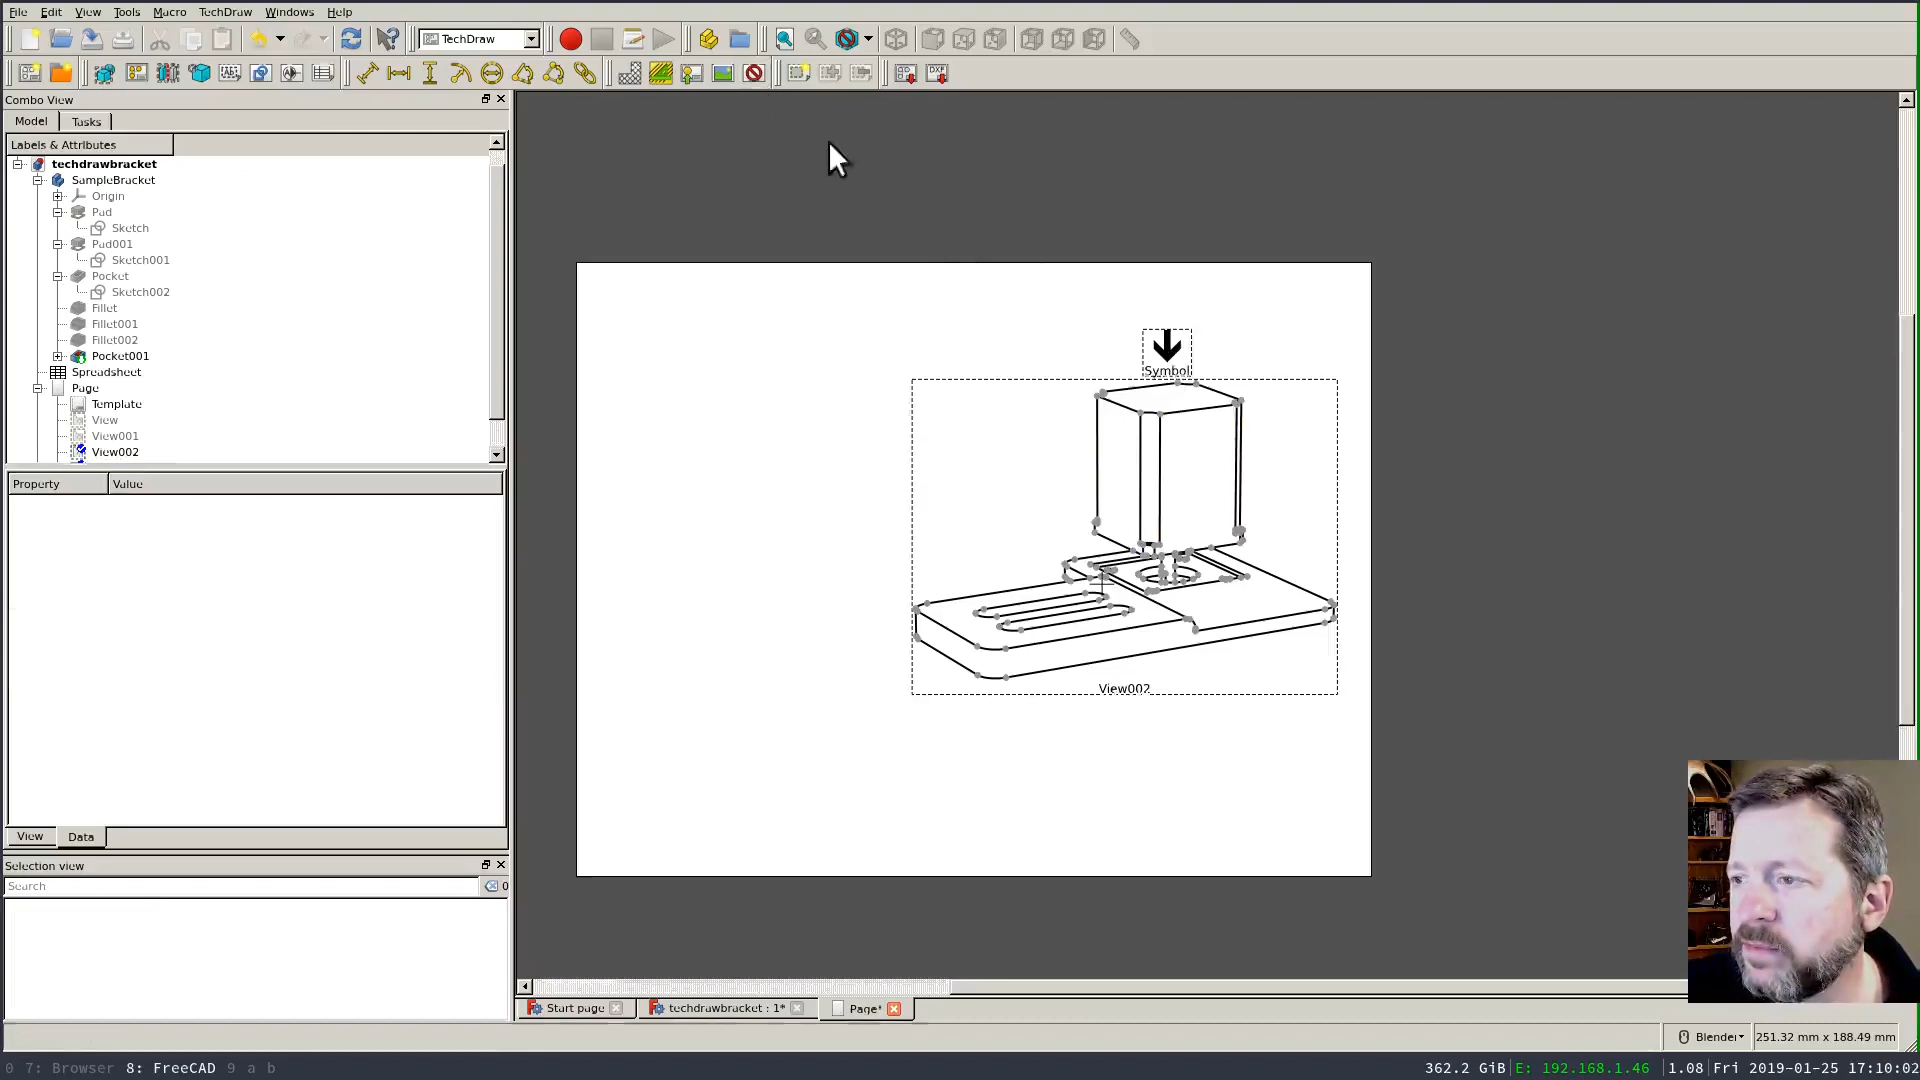 File Edit View Tools Macro TechDraw Windows Help
TechDraw
Combo View
Model Tasks
Labels & Attributes
techdrawbracket
SampleBracket
Origin
Pad
Sketch
Pad001
Sketch001
Pocket
Sketch002
Fillet
Fillet001
Fillet002
Pocket001
Spreadsheet
Page
Template
View
View001
View002
Property Value
View Data
Selection view
Search 0
Symbol
View002
Start page techdrawbracket : 1* Page*
Blender 251.32 mm x 188.49 mm
0 7: Browser 8: FreeCAD 9 a b 362.2 GiB E: 192.168.1.46 1.08 Fri 2019-01-25 17:10:02